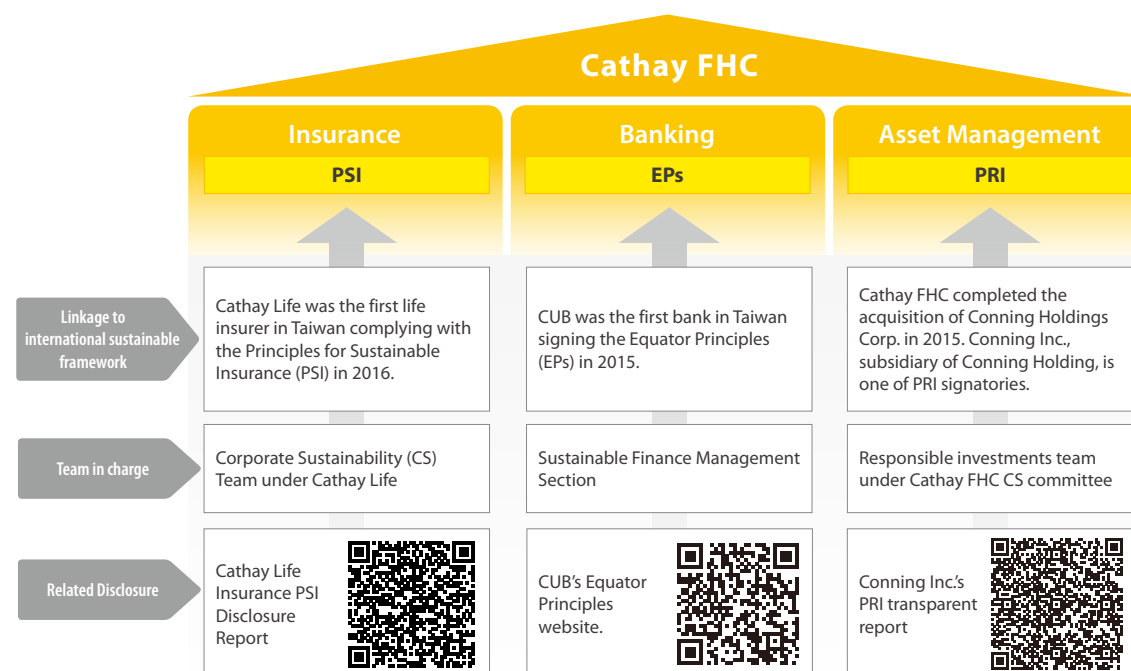 Cathay FHC
Insurance
Banking
Asset Management
PSI
EPs
PRI
Linkage to
international sustainable
framework
Cathay Life was the first life
insurer in Taiwan complying with
the Principles for Sustainable
Insurance (PSI) in 2016.
CUB was the first bank in Taiwan
signing the Equator Principles
(EPs) in 2015.
Cathay FHC completed the
acquisition of Conning Holdings
Corp. in 2015. Conning Inc.,
subsidiary of Conning Holding, is
one of PRI signatories.
Team in charge
Corporate Sustainability (CS)
Team under Cathay Life
Sustainable Finance Management
Section
Responsible investments team
under Cathay FHC CS committee
Related Disclosure
Cathay Life
Insurance PSI
Disclosure
Report
CUB's Equator
Principles
website.
Conning Inc.'s
PRI transparent
report